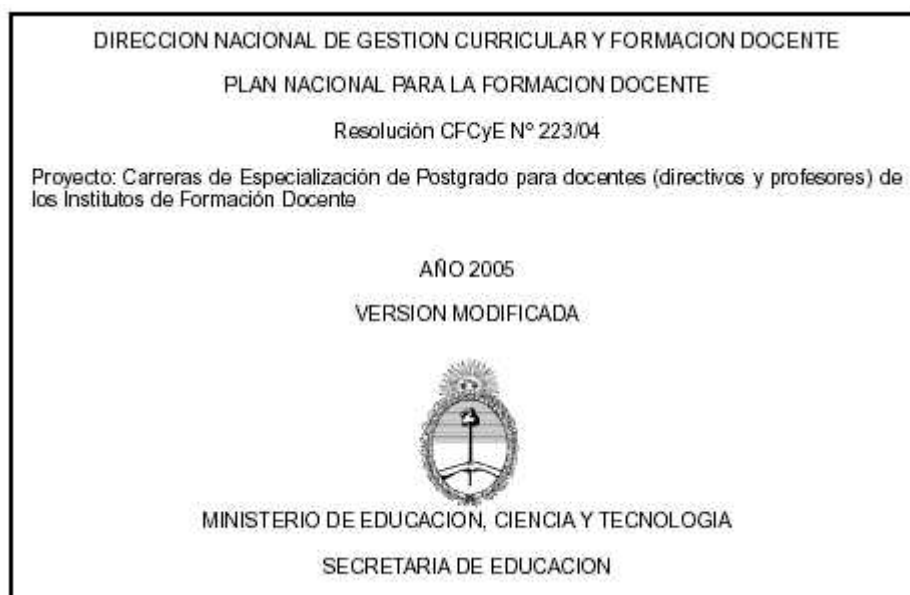 DIRECCION NACIONAL DE GESTION CURRICULAR Y FORMACION DOCENTE
PLAN NACIONAL PARA LA FORMACION DOCENTE
Resolución CFCyE Nº 223/04
Proyecto: Carreras de Especialización de Postgrado para docentes (directivos y profesores) de
los Institutos de Formación Docente
AÑO 2005
VERSION MODIFICADA
MINISTERIO DE EDUCACION, CIENCIA Y TECNOLOGIA
SECRETARIA DE EDUCACION